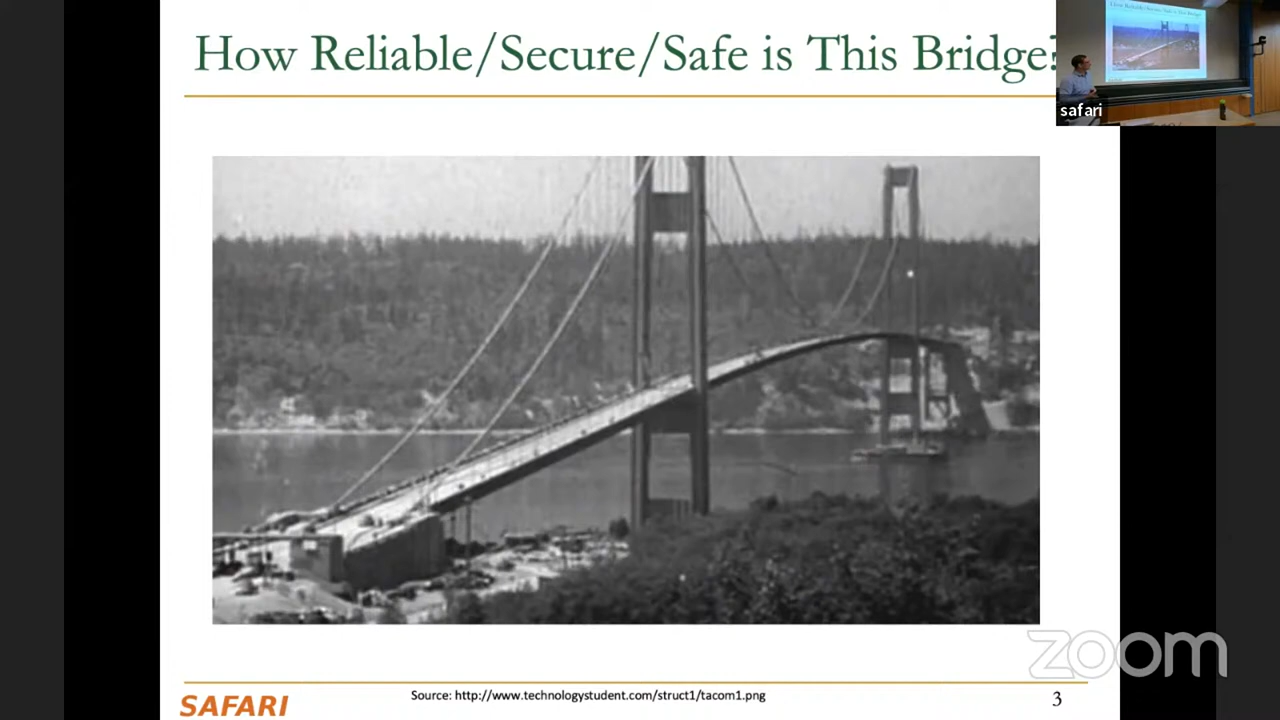 How Reliable/Secure/Safe is This Bridge?
safari
zoom
SAFARI
Source: http://www.technologystudent.com/struct1/tacom1.png
3